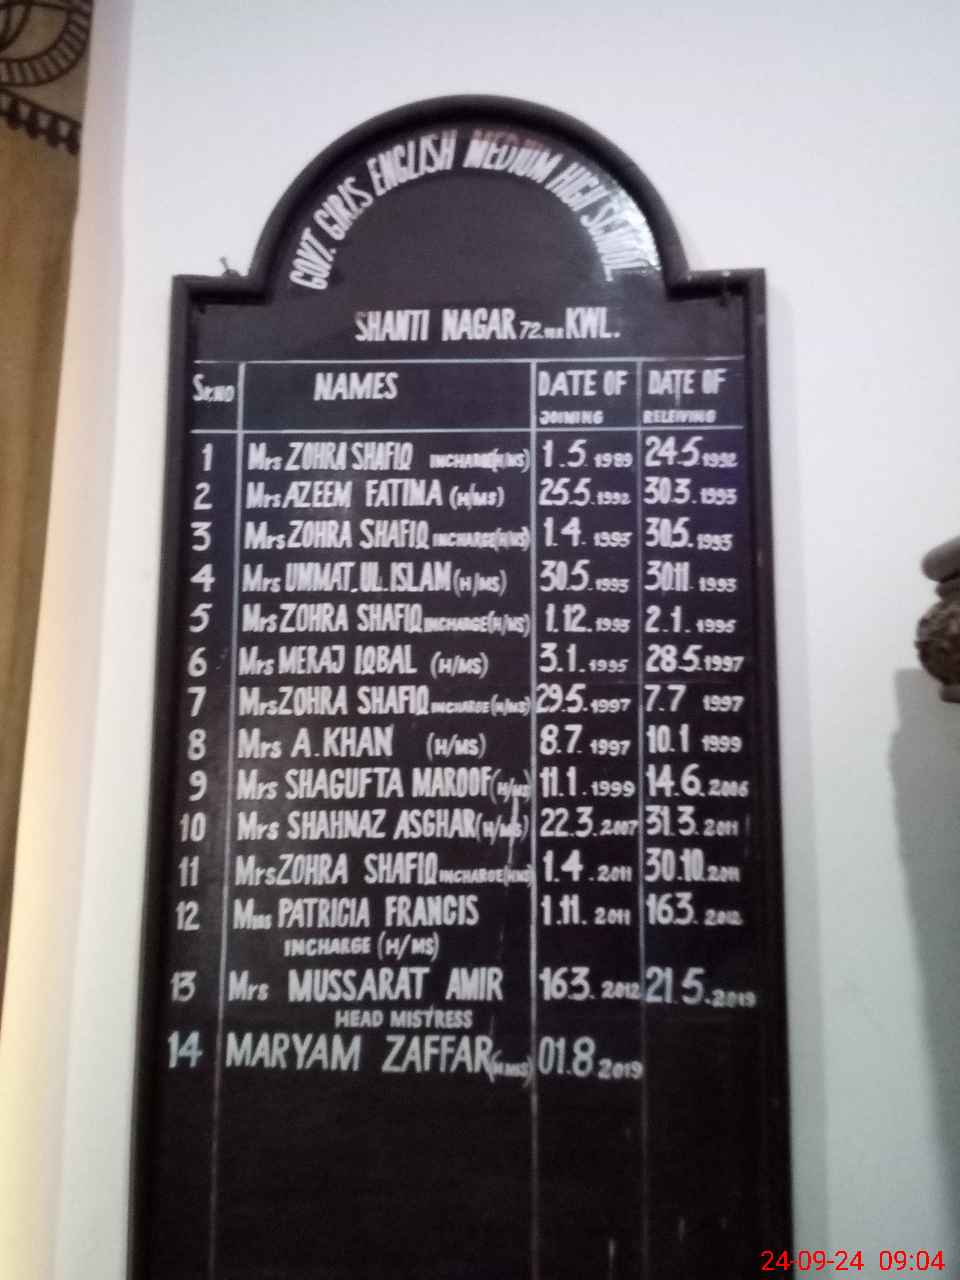 GOVT. GIRLS ENGLISH MEDIUM HIGH SCHOOL
SHANTI NAGAR 72. KWL.
Sr.NO NAMES DATE OF JOINING DATE OF RELEIVING
1 Mrs ZOHRA SHAFIQ INCHARGE(H/MS) 1.5.1989 24.5.1992
2 Mrs AZEEM FATIMA (H/MS) 25.5.1992 30.3.1993
3 Mrs ZOHRA SHAFIQ INCHARGE(H/MS) 1.4.1993 30.5.1993
4 Mrs UMMAT.UL.ISLAM (H/MS) 30.5.1993 30.11.1993
5 Mrs ZOHRA SHAFIQ INCHARGE(H/MS) 1.12.1993 2.1.1995
6 Mrs MERAJ IQBAL (H/MS) 3.1.1995 28.5.1997
7 Mrs ZOHRA SHAFIQ INCHARGE(H/MS) 29.5.1997 7.7 1997
8 Mrs A.KHAN (H/MS) 8.7.1997 10.1 1999
9 Mrs SHAGUFTA MAROOF(H/MS) 11.1.1999 14.6.2006
10 Mrs SHAHNAZ ASGHAR(H/MS) 22.3.2007 31.3.2011
11 Mrs ZOHRA SHAFIQ INCHARGE(H/MS) 1.4.2011 30.10.2011
12 PATRICIA FRANCIS 1.11.2011 16.3.2012
INCHARGE (H/MS)
13 Mrs MUSSARAT AMIR 16.3.2012 21.5.2019
HEAD MISTRESS
14 MARYAM ZAFFAR(H/MS) 01.8 2019
24-09-24 09:04